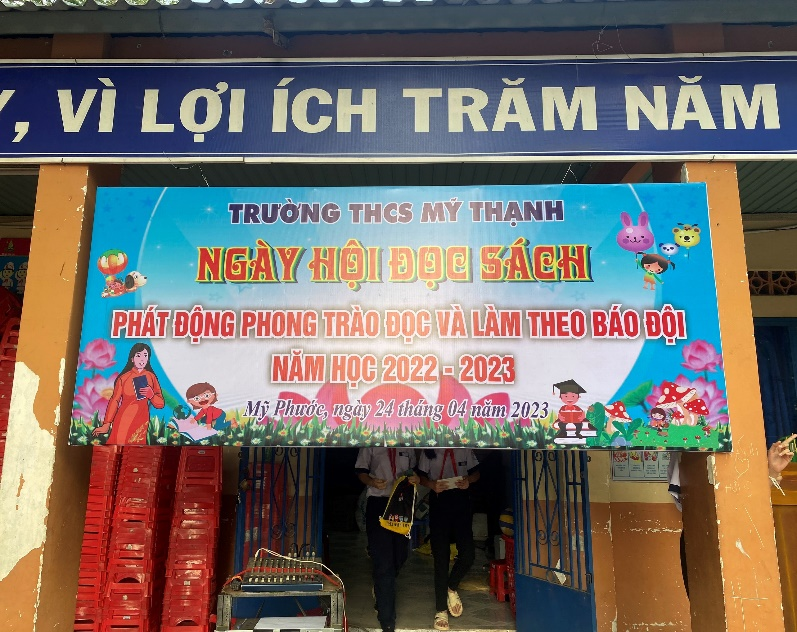 , VÌ LỢI ÍCH TRĂM NĂM
TRƯỜNG THCS MỸ THẠNH
NGÀY HỘI ĐỌC SÁCH
PHÁT ĐỘNG PHONG TRÀO ĐỌC VÀ LÀM THEO BÁO ĐỘI
NĂM HỌC 2022 - 2023
Mỹ Phước, ngày 24 tháng 04 năm 2023